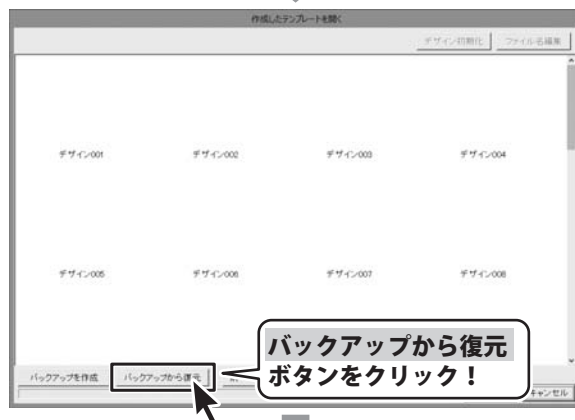 作成したテンプレートを開く
デザイン初期化 ファイル名編集
デザイン001 デザイン002 デザイン003 デザイン004
デザイン005 デザイン006 デザイン007 デザイン008
バックアップから復元
ボタンをクリック！
バックアップを作成 バックアップから復元
キャンセル